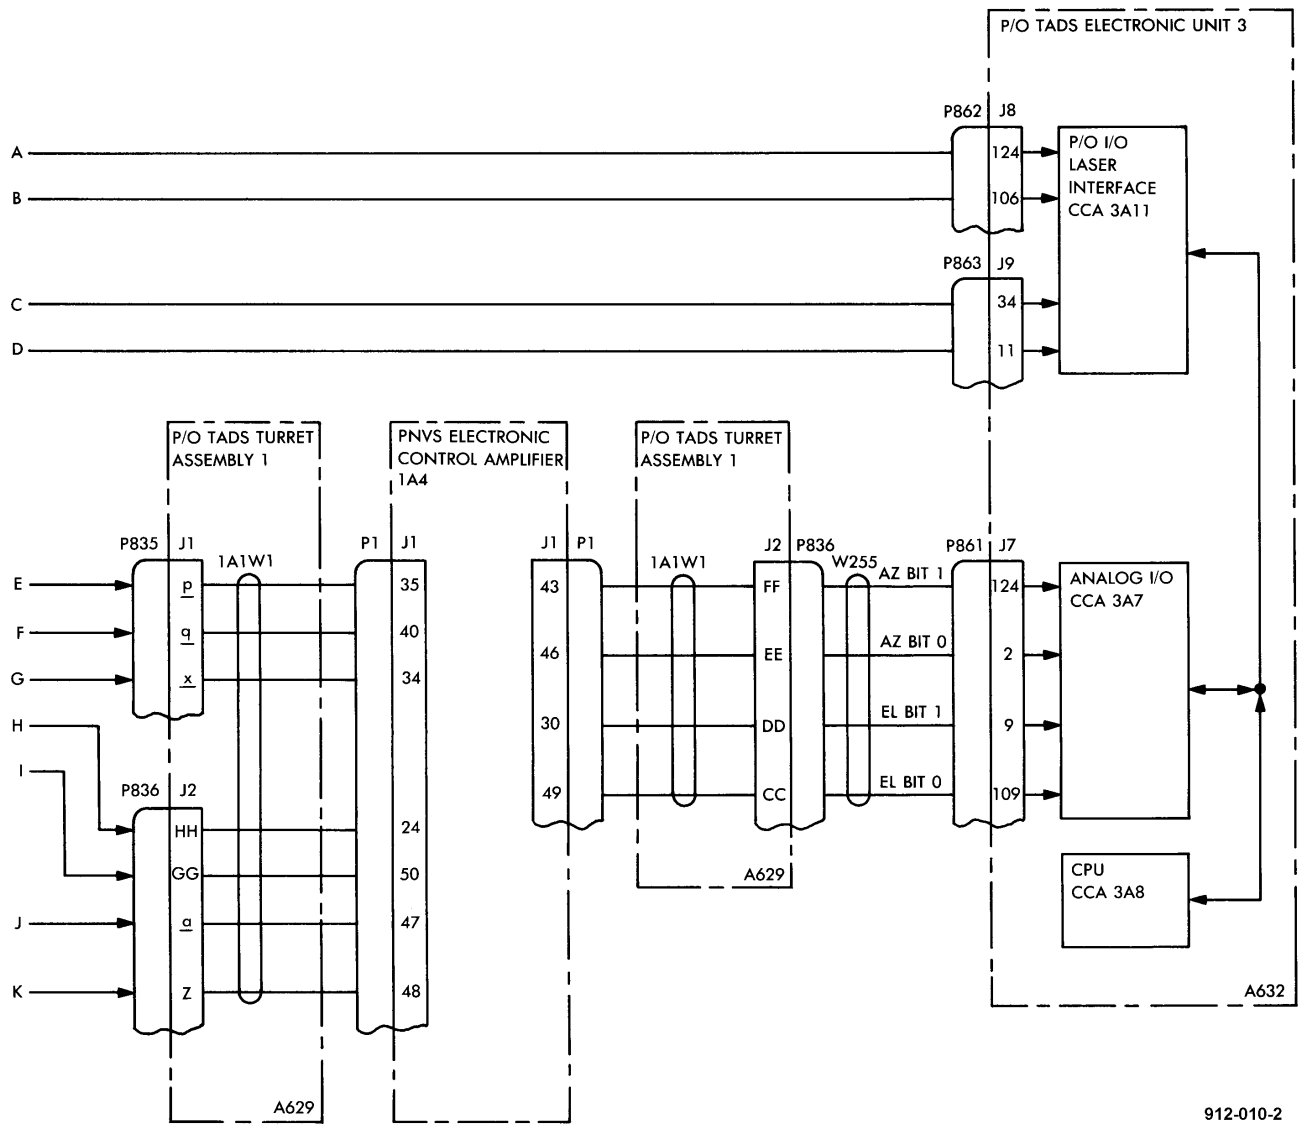 P/O TADS ELECTRONIC UNIT 3
P862 J8
A
124
P/O I/O
LASER
INTERFACE
CCA 3A11
B
106
P863 J9
C
34
D
11
P/O TADS TURRET
ASSEMBLY 1
PNVS ELECTRONIC
CONTROL AMPLIFIER
1A4
P/O TADS TURRET
ASSEMBLY 1
P835 J1
1A1W1
P1 J1
J1 P1
1A1W1
J2 P836
W255
P861 J7
E
p
35
43
FF
AZ BIT 1
124
ANALOG I/O
CCA 3A7
F
q
40
46
EE
AZ BIT 0
2
G
x
34
30
DD
EL BIT 1
9
H
I
49
CC
EL BIT 0
109
P836 J2
HH
24
GG
50
A629
CPU
CCA 3A8
J
a
47
K
Z
48
A632
A629
912-010-2